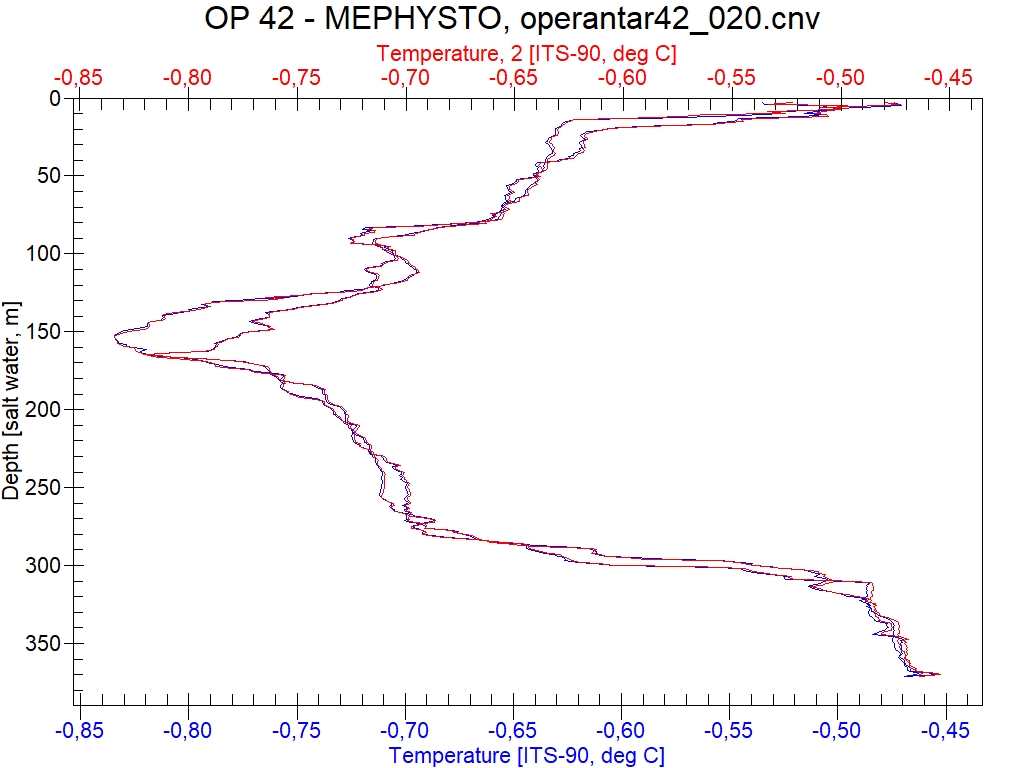 OP 42 - MEPHYSTO, operantar42_020.cnv
Temperature, 2 [ITS-90, deg C]
-0,85 -0,80 -0,75 -0,70 -0,65 -0,60 -0,55 -0,50 -0,45
0
50
100
150
200
250
300
350
Depth [salt water, m]
-0,85 -0,80 -0,75 -0,70 -0,65 -0,60 -0,55 -0,50 -0,45
Temperature [ITS-90, deg C]